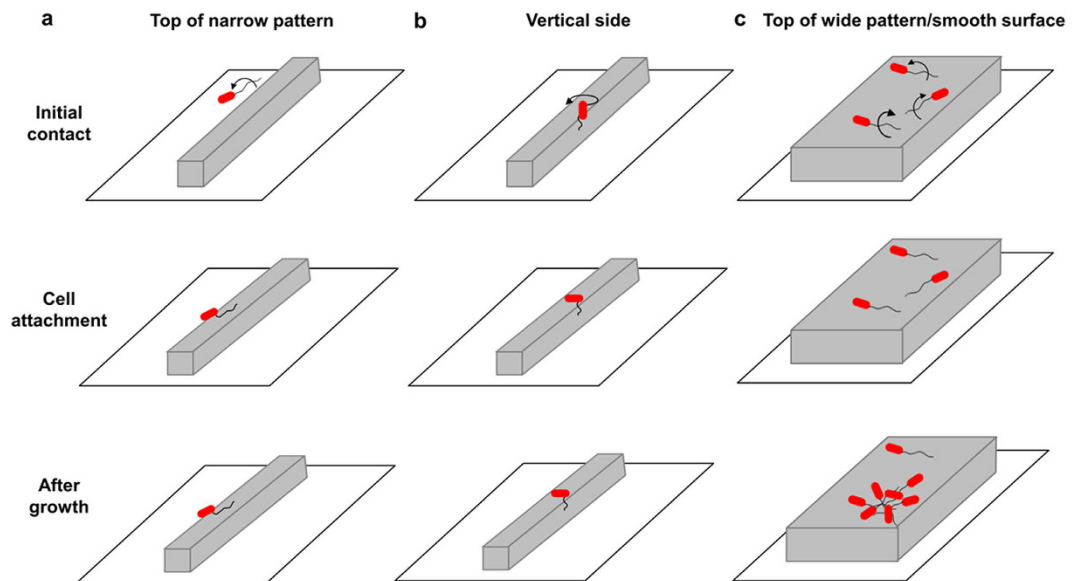 a
Top of narrow pattern
b
Vertical side
c
Top of wide pattern/smooth surface
Initial
contact
Cell
attachment
After
growth